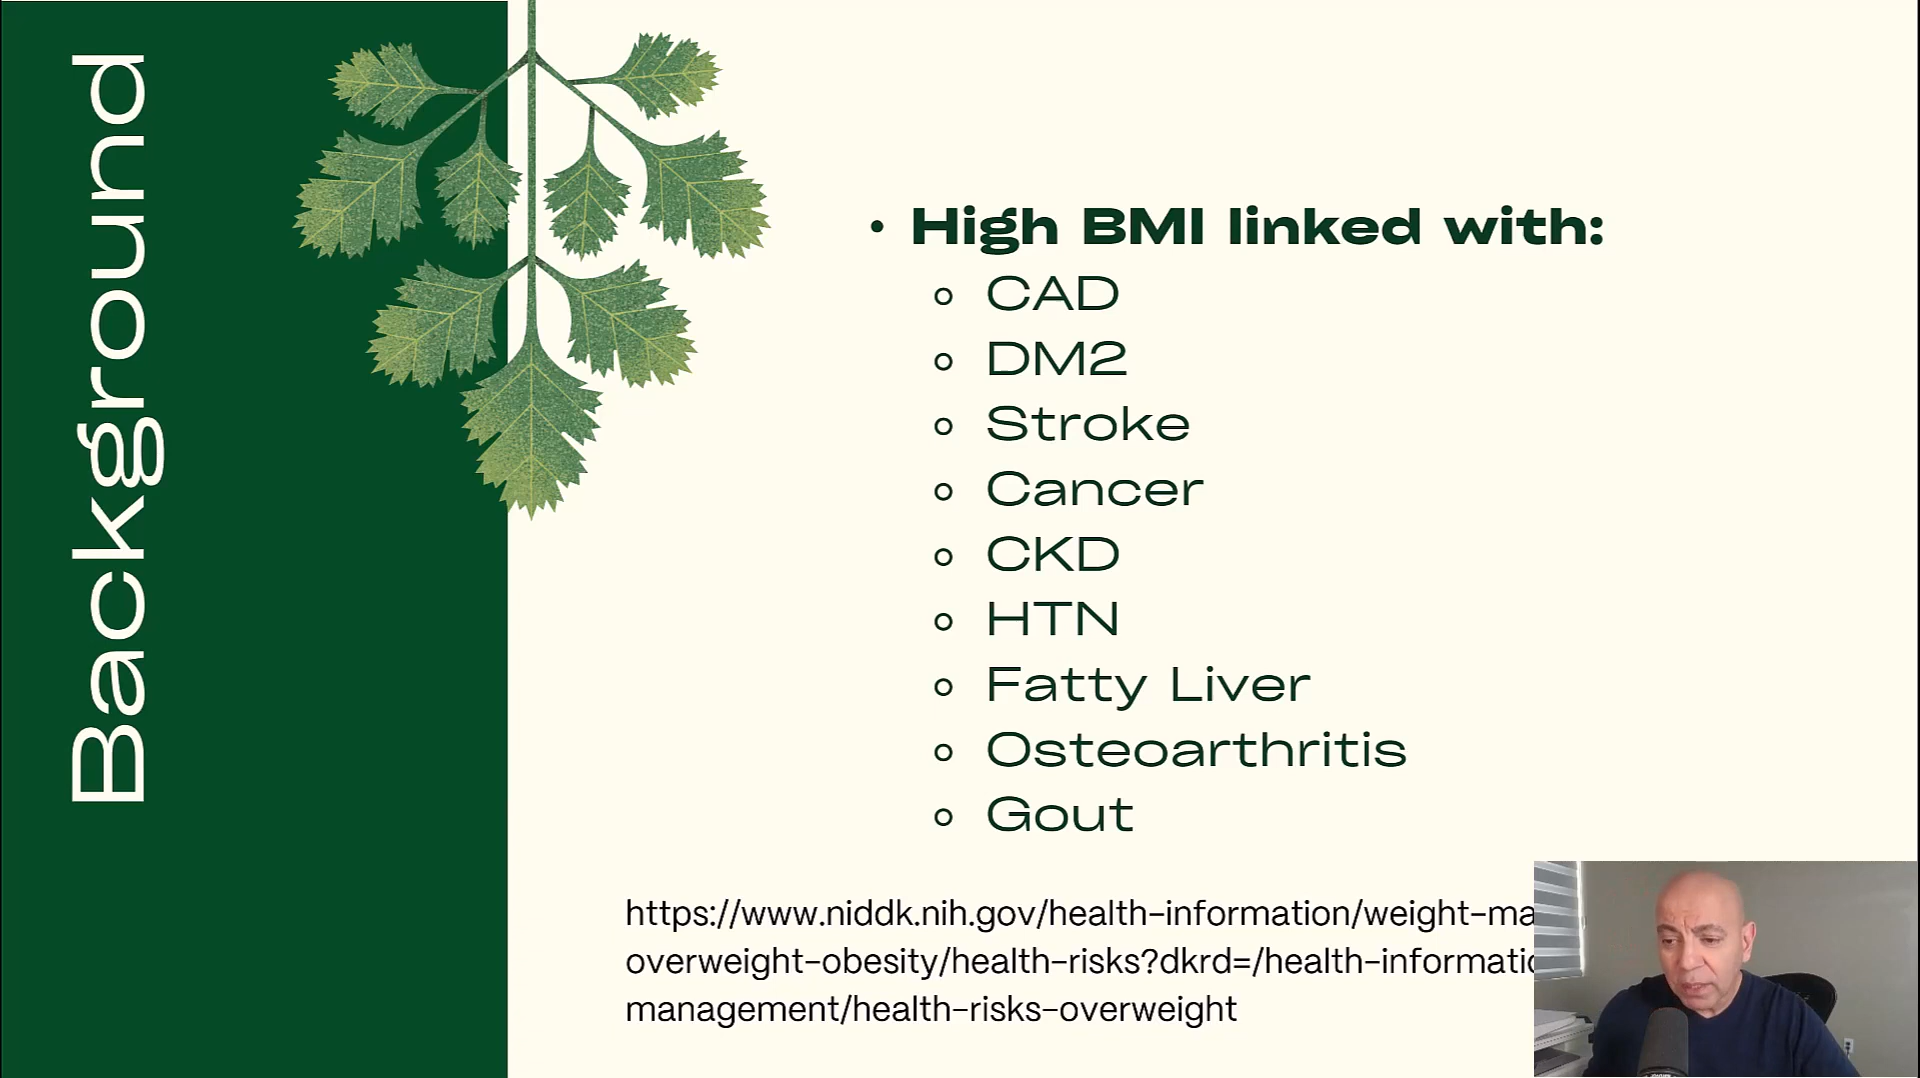 Background
• High BMI linked with:
○ CAD
○ DM2
○ Stroke
○ Cancer
○ CKD
○ HTN
○ Fatty Liver
○ Osteoarthritis
○ Gout
https://www.niddk.nih.gov/health-information/weight-ma
overweight-obesity/health-risks?dkrd=/health-informatio
management/health-risks-overweight